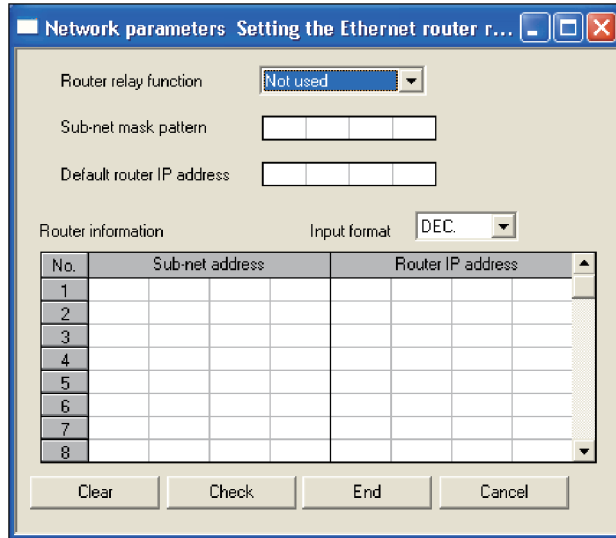 Network parameters Setting the Ethernet router r...
Router relay function Not used
Sub-net mask pattern
Default router IP address
Router information Input format DEC.
No. Sub-net address Router IP address
1
2
3
4
5
6
7
8
Clear Check End Cancel